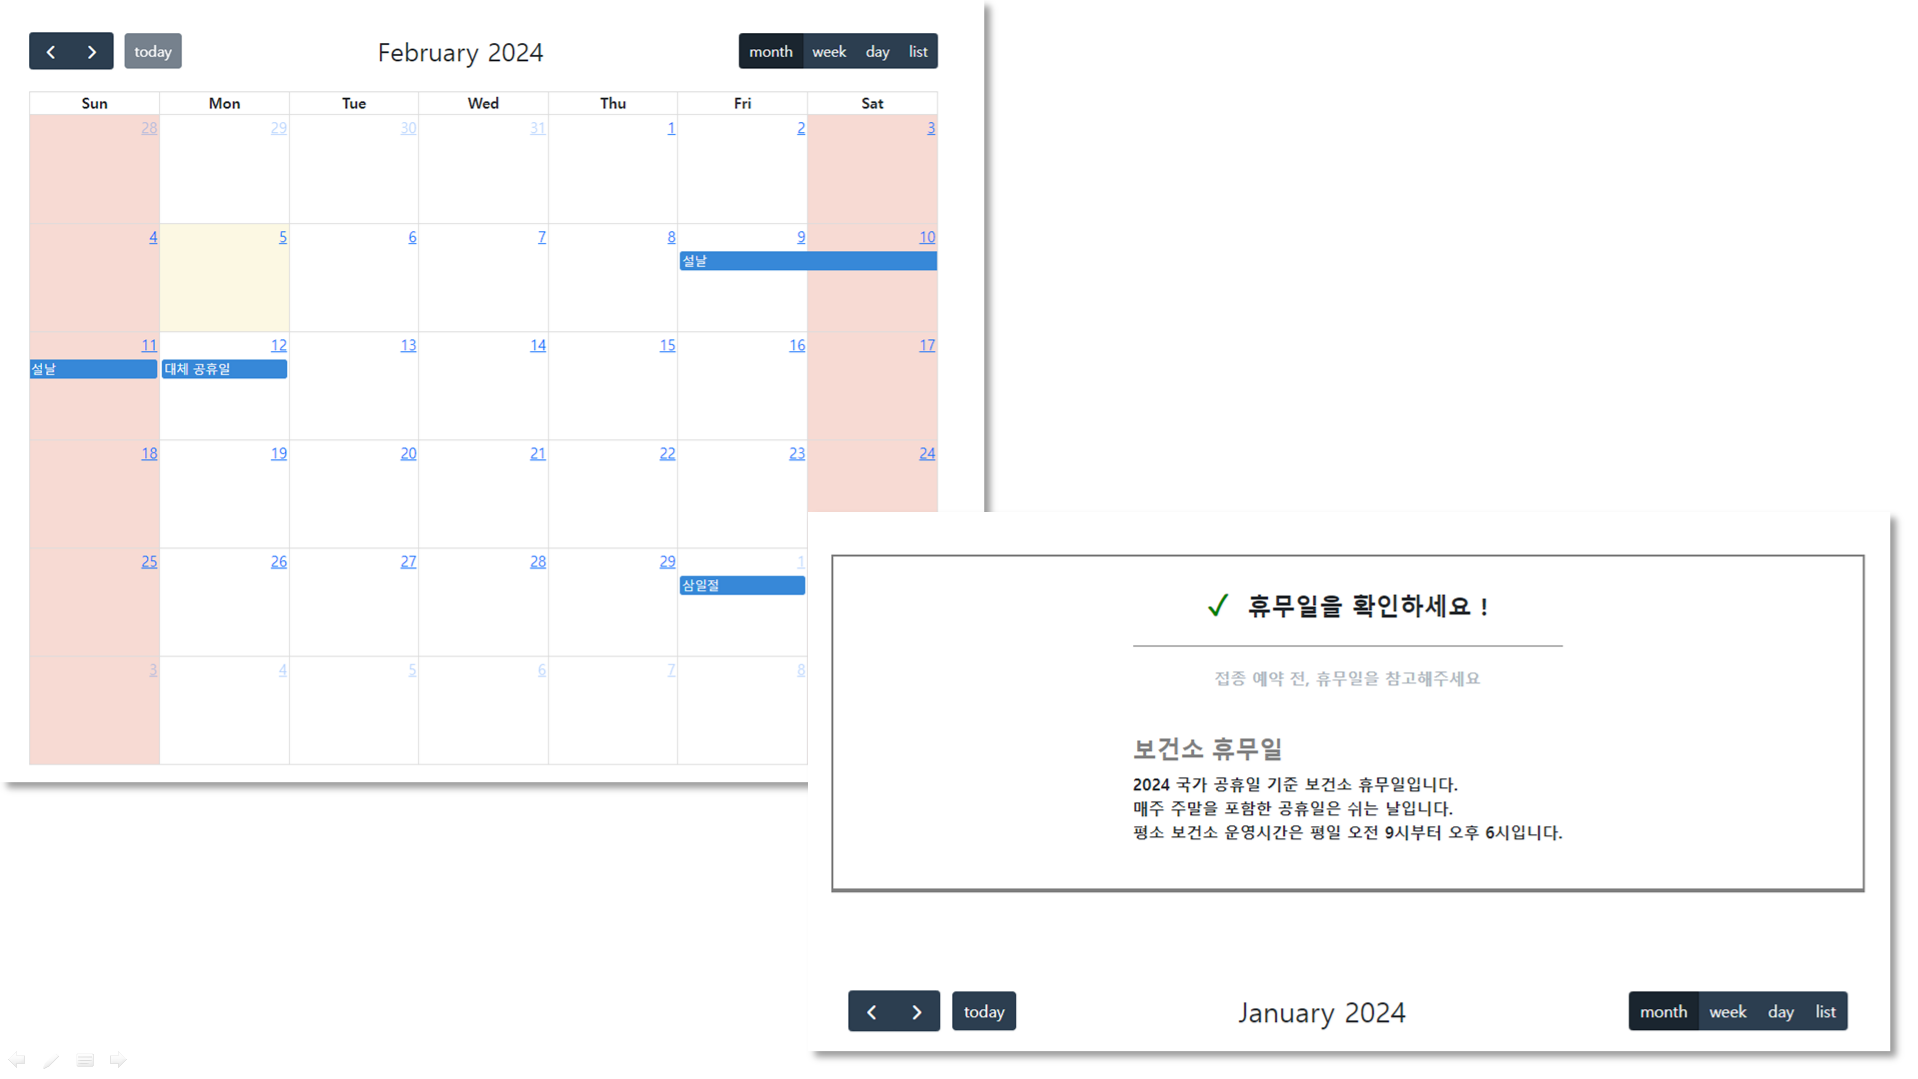 today
February 2024
month week day list
Sun Mon Tue Wed Thu Fri Sat
28 29 30 31 1 2 3
4 5 6 7 8 9 10
설날
11 12 13 14 15 16 17
설날 대체 공휴일
18 19 20 21 22 23 24
25 26 27 28 29 1
삼일절
3 4 5 6 7 8
✓ 휴무일을 확인하세요 !
접종 예약 전, 휴무일을 참고해주세요
보건소 휴무일
2024 국가 공휴일 기준 보건소 휴무일입니다.
매주 주말을 포함한 공휴일은 쉬는 날입니다.
평소 보건소 운영시간은 평일 오전 9시부터 오후 6시입니다.
today
January 2024
month week day list